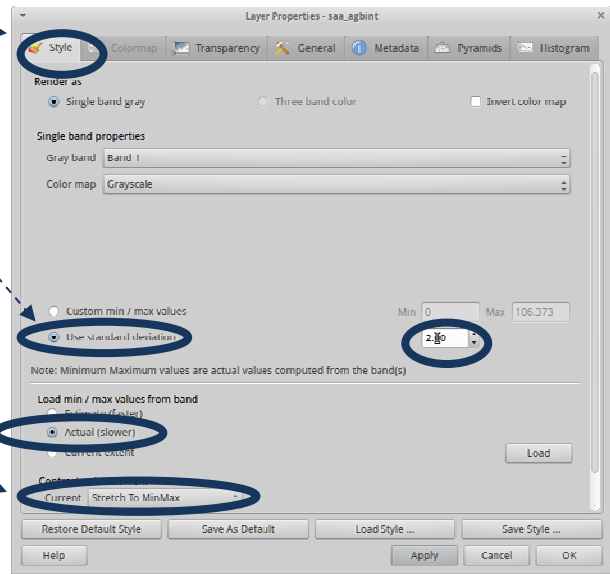 Layer Properties - saa_agbint
Style Colormap Transparency General Metadata Pyramids Histogram
Render as
Single band gray Three band color Invert color map
Single band properties
Gray band Band 1
Color map Grayscale
Custom min / max values Min 0 Max 106.373
Use standard deviation 2.00
Note: Minimum Maximum values are actual values computed from the band(s)
Load min / max values from band
Estimate (faster)
Actual (slower)
Current extent Load
Current Stretch To MinMax
Restore Default Style Save As Default Load Style ... Save Style ...
Help Apply Cancel OK